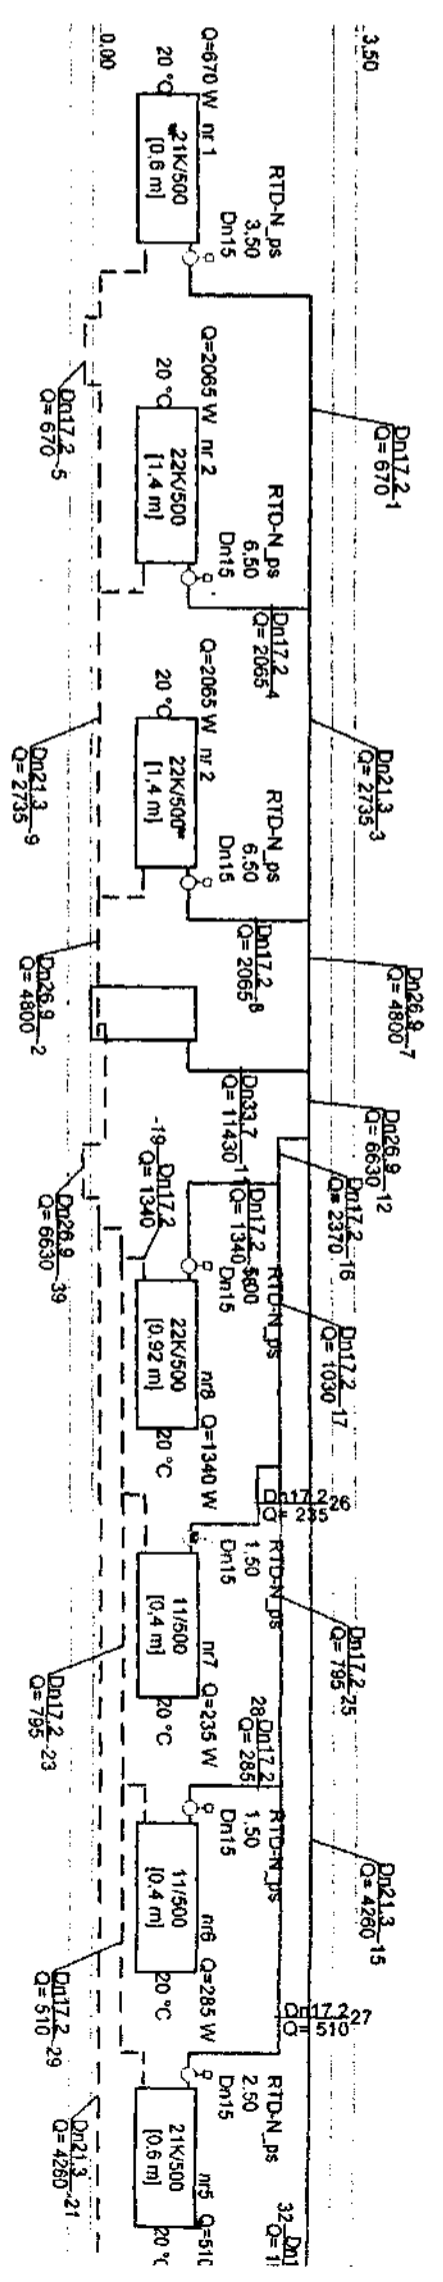 3,50
0,00
Q=670 W nr 1
20 °C
21K/500
[0,6 m]
RTD-N_ps
3,50
Dn15
Dn17,2
Q= 670
1
Dn17,2
Q= 670
5
Q=2065 W nr 2
20 °C
22K/500
[1.4 m]
RTD-N_ps
6,50
Dn15
Dn17,2
Q= 2065
4
Dn21,3
Q= 2735
3
Dn21,3
Q= 2735
9
Q=2065 W nr 2
20 °C
22K/500
[1,4 m]
RTD-N_ps
6,50
Dn15
Dn17,2
Q= 2065
8
Dn26,9
Q= 4800
7
Dn26,9
Q= 4800
2
Dn33,7
Q= 11430
11
Dn26,9
Q= 6630
12
Dn26,9
Q= 6630
39
Dn17,2
Q= 2370
16
-19
Dn17,2
Q= 1340
Dn17,2
Q= 1340
RTD-N_ps
Dn15
22K/500
[0.92 m]
nr8 Q=1340 W
20 °C
Dn17,2
Q= 1030
17
Dn17,2
Q= 235
26
RTD-N_ps
1,50
Dn15
11/500
[0,4 m]
nr7 Q=235 W
20 °C
Dn17,2
Q= 795
25
Dn17,2
Q= 795
23
28
Dn17,2
Q= 285
RTD-N_ps
1,50
Dn15
11/500
[0.4 m]
nr6 Q=285 W
20 °C
Dn21,3
Q= 4260
15
Dn17,2
Q= 510
27
Dn17,2
Q= 510
29
RTD-N_ps
2,50
Dn15
21K/500
[0.6 m]
nr5 Q=510
20 °C
Dn21,3
Q= 4260
21
32
Dn1